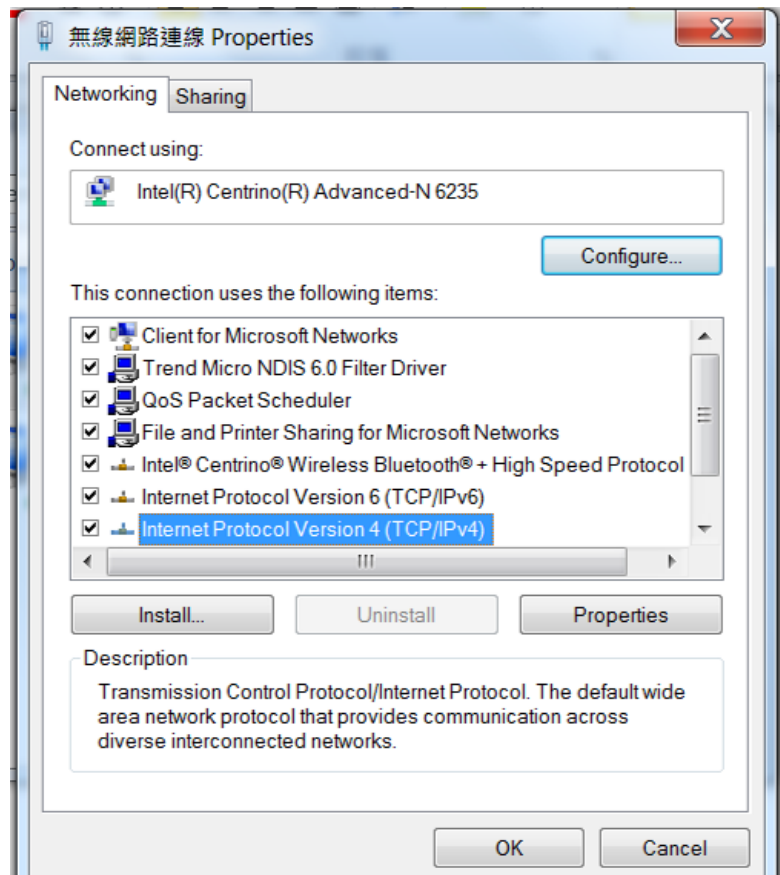 無線網路連線 Properties
Networking
Sharing
Connect using:
Intel(R) Centrino(R) Advanced-N 6235
Configure...
This connection uses the following items:
Client for Microsoft Networks
Trend Micro NDIS 6.0 Filter Driver
QoS Packet Scheduler
File and Printer Sharing for Microsoft Networks
Intel® Centrino® Wireless Bluetooth® + High Speed Protocol
Internet Protocol Version 6 (TCP/IPv6)
Internet Protocol Version 4 (TCP/IPv4)
Install...
Uninstall
Properties
Description
Transmission Control Protocol/Internet Protocol. The default wide
area network protocol that provides communication across
diverse interconnected networks.
OK
Cancel